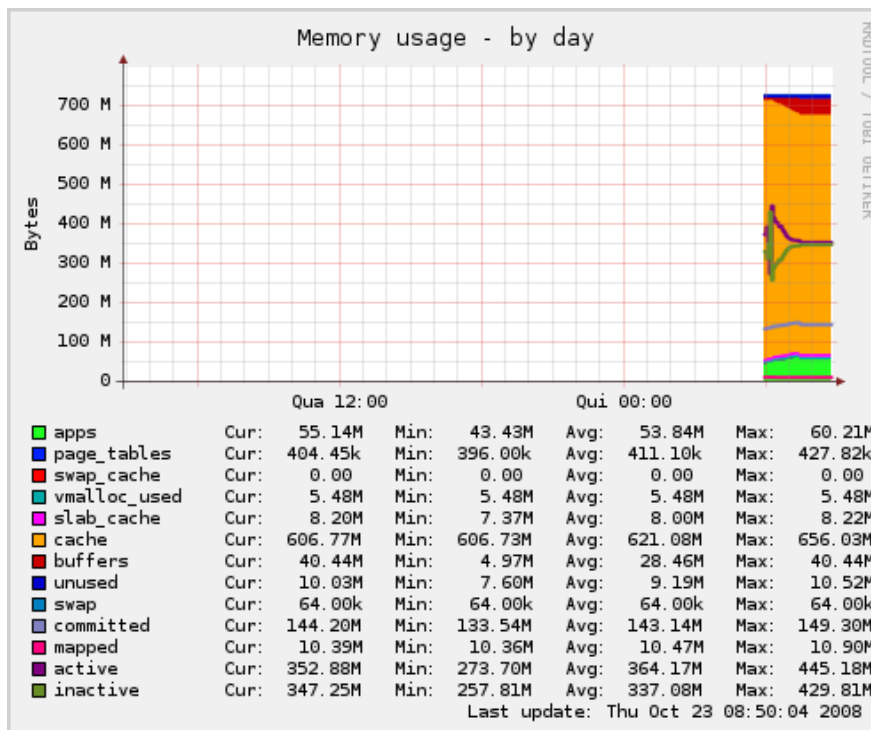 Memory usage - by day
RRDTOOL / TOBI OETIKER
Bytes
700 M
600 M
500 M
400 M
300 M
200 M
100 M
0
Qua 12:00 Qui 00:00
apps Cur: 55.14M Min: 43.43M Avg: 53.84M Max: 60.21M
page_tables Cur: 404.45k Min: 396.00k Avg: 411.10k Max: 427.82k
swap_cache Cur: 0.00 Min: 0.00 Avg: 0.00 Max: 0.00
vmalloc_used Cur: 5.48M Min: 5.48M Avg: 5.48M Max: 5.48M
slab_cache Cur: 8.20M Min: 7.37M Avg: 8.00M Max: 8.22M
cache Cur: 606.77M Min: 606.73M Avg: 621.08M Max: 656.03M
buffers Cur: 40.44M Min: 4.97M Avg: 28.46M Max: 40.44M
unused Cur: 10.03M Min: 7.60M Avg: 9.19M Max: 10.52M
swap Cur: 64.00k Min: 64.00k Avg: 64.00k Max: 64.00k
committed Cur: 144.20M Min: 133.54M Avg: 143.14M Max: 149.30M
mapped Cur: 10.39M Min: 10.36M Avg: 10.47M Max: 10.90M
active Cur: 352.88M Min: 273.70M Avg: 364.17M Max: 445.18M
inactive Cur: 347.25M Min: 257.81M Avg: 337.08M Max: 429.81M
Last update: Thu Oct 23 08:50:04 2008